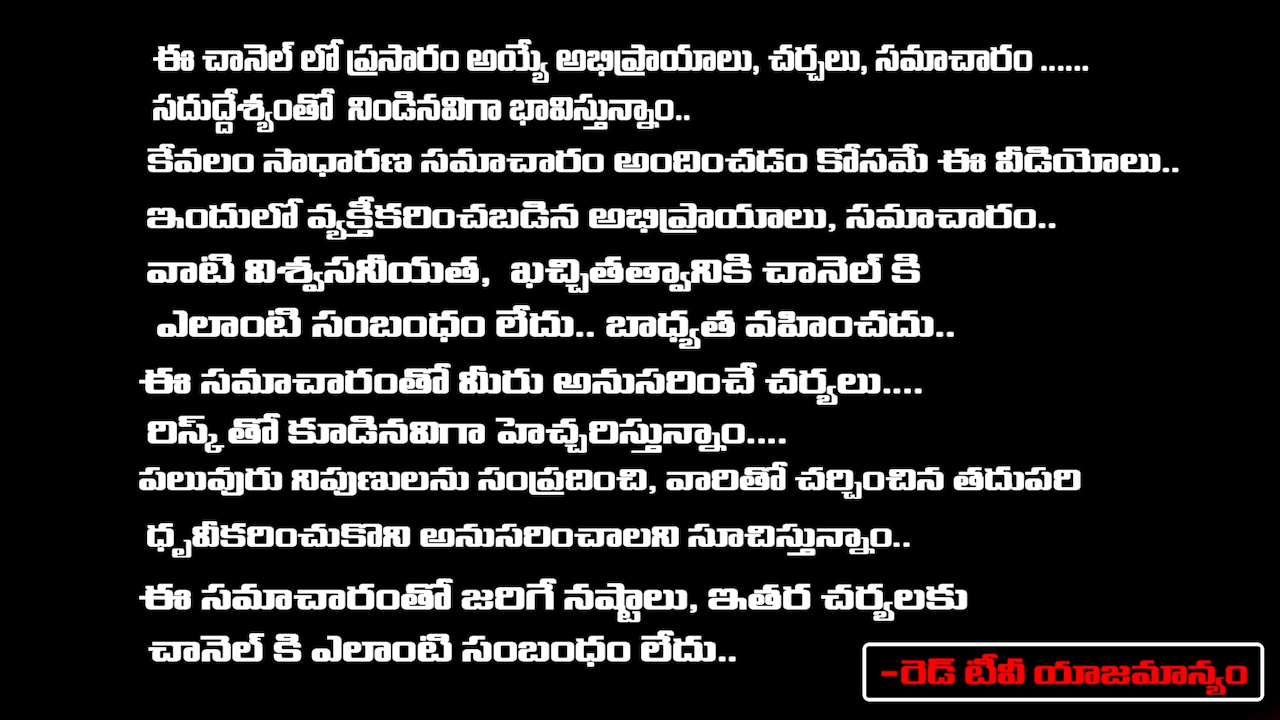 ఈ చానెల్ లో ప్రసారం అయ్యే అభిప్రాయాలు, చర్చలు, సమాచారం ......
సదుద్దేశ్యంతో నిండినవిగా భావిస్తున్నాం..
కేవలం సాధారణ సమాచారం అందించడం కోసమే ఈ వీడియోలు..
ఇందులో వ్యక్తీకరించబడిన అభిప్రాయాలు, సమాచారం..
వాటి విశ్వసనీయత, ఖచ్చితత్వానికి చానెల్ కి
ఎలాంటి సంబంధం లేదు.. బాధ్యత వహించదు..
ఈ సమాచారంతో మీరు అనుసరించే చర్యలు....
రిస్క్ తో కూడినవిగా హెచ్చరిస్తున్నాం....
పలువురు నిపుణులను సంప్రదించి, వారితో చర్చించిన తదుపరి
ధృవీకరించుకొని అనుసరించాలని సూచిస్తున్నాం..
ఈ సమాచారంతో జరిగే నష్టాలు, ఇతర చర్యలకు
చానెల్ కి ఎలాంటి సంబంధం లేదు..
-రెడ్ టీవీ యాజమాన్యం